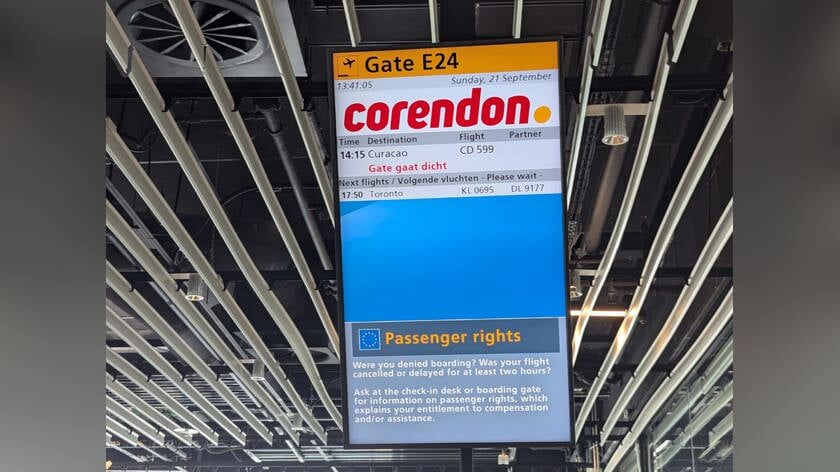 Gate E24
13:41:05 Sunday, 21 September
corendon
Time Destination Flight Partner
14:15 Curacao CD 599
Gate gaat dicht
Next flights / Volgende vluchten - Please wait -
17:50 Toronto KL 0695 DL 9177
Passenger rights
Were you denied boarding? Was your flight
cancelled or delayed for at least two hours?
Ask at the check-in desk or boarding gate
for information on passenger rights, which
explains your entitlement to compensation
and/or assistance.